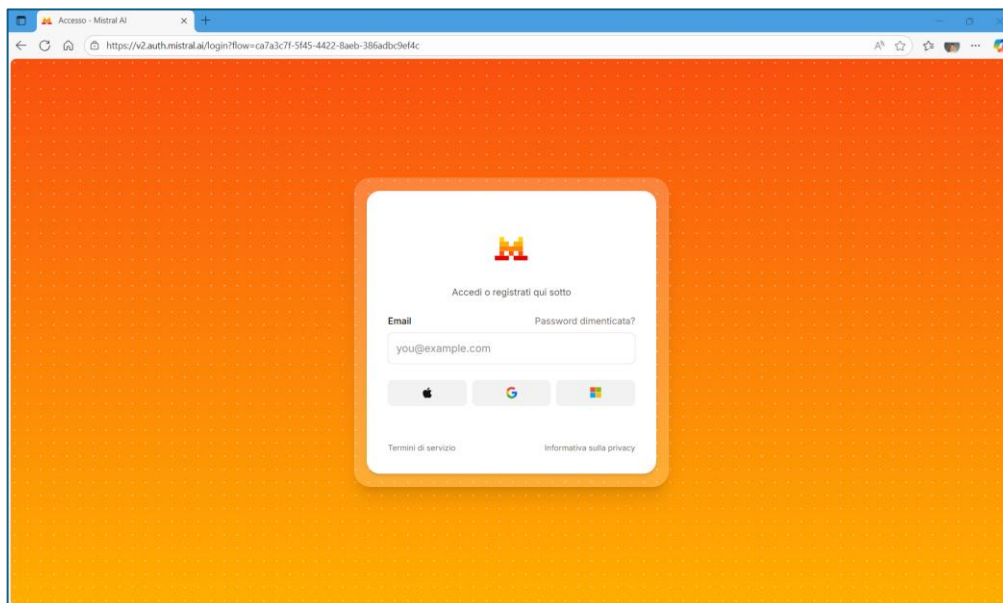 Accesso - Mistral AI
https://v2.auth.mistral.ai/login?flow=ca7a3c7f-5f45-4422-8aeb-386adbc9ef4c
Accedi o registrati qui sotto
Email Password dimenticata?
you@example.com
Termini di servizio Informativa sulla privacy